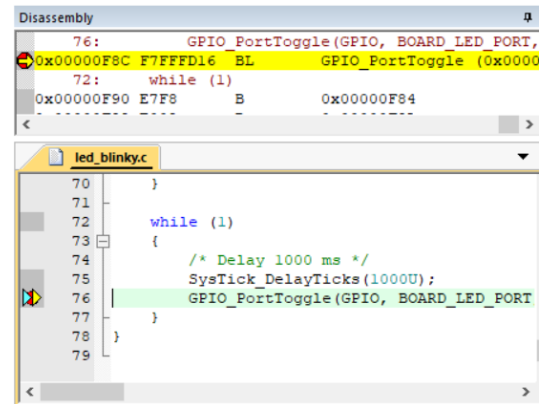 Disassembly
76: GPIO_PortToggle(GPIO, BOARD_LED_PORT,
0x00000F8C F7FFFD16 BL GPIO_PortToggle (0x0000
72: while (1)
0x00000F90 E7F8 B 0x00000F84
led_blinky.c
70 }
71
72 while (1)
73 {
74 /* Delay 1000 ms */
75 SysTick_DelayTicks(1000U);
76 GPIO_PortToggle(GPIO, BOARD_LED_PORT
77 }
78 }
79